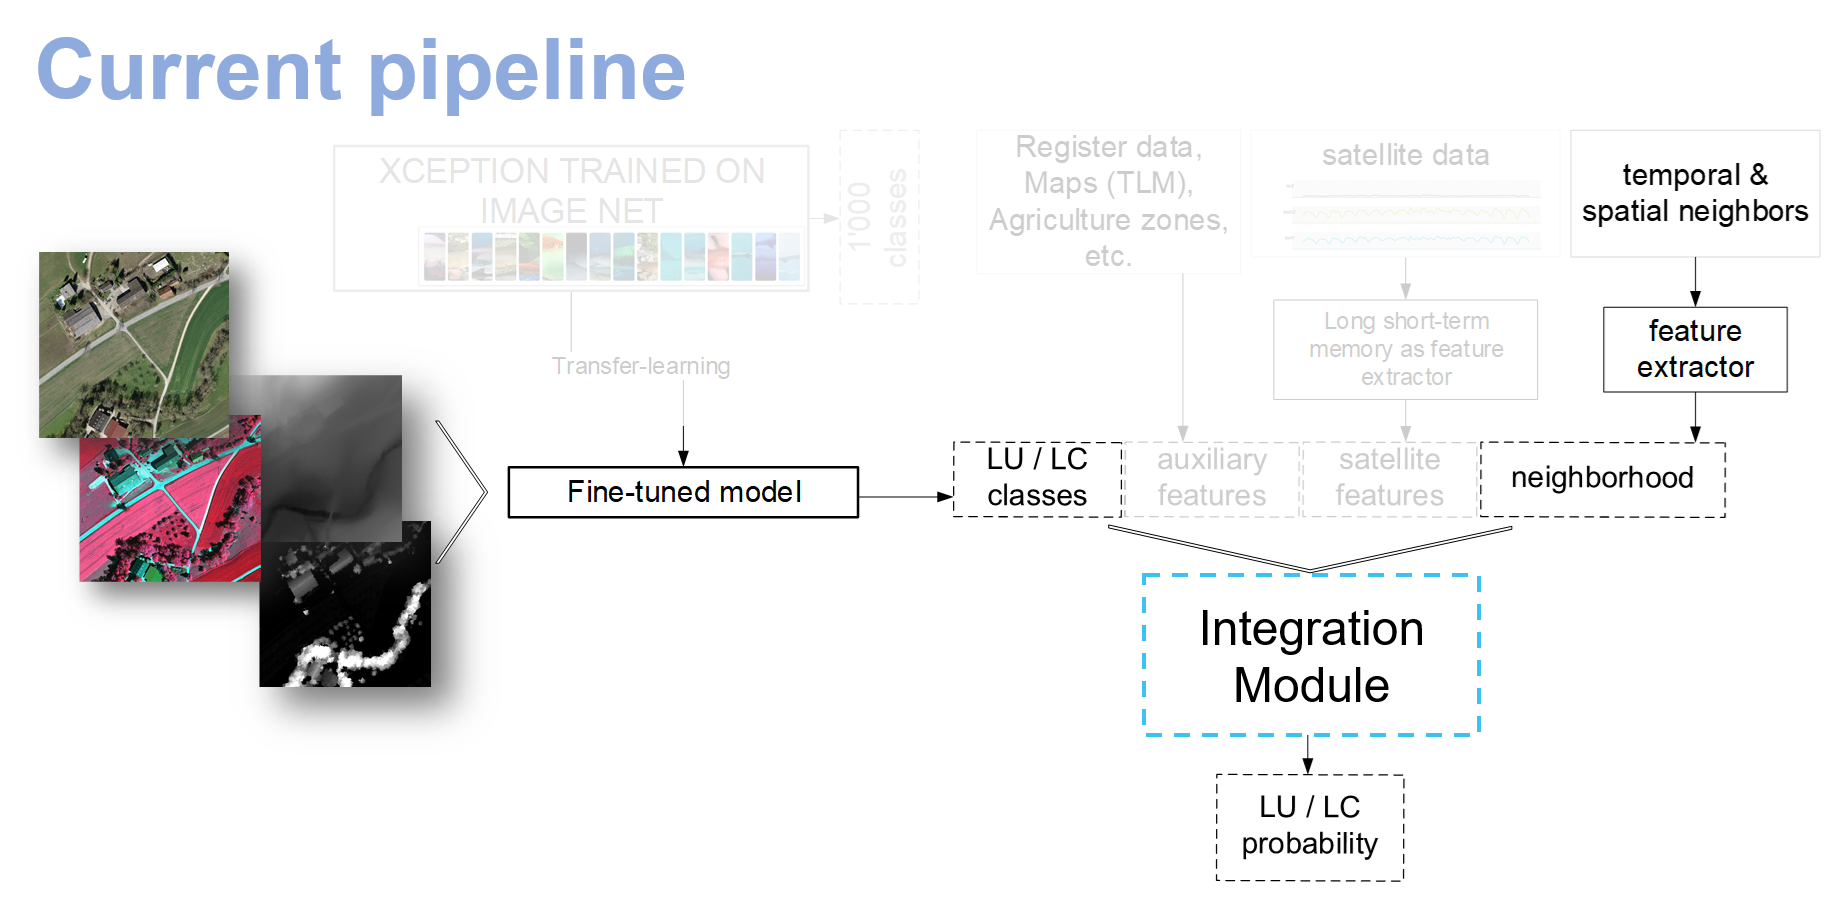 Current pipeline
XCEPTION TRAINED ON
IMAGE NET
1'000
classes
Register data,
Maps (TLM),
Agriculture zones,
etc.
satellite data
temporal &
spatial neighbors
Transfer-learning
Long short-term
memory as feature
extractor
feature
extractor
Fine-tuned model
LU / LC
classes
auxiliary
features
satellite
features
neighborhood
Integration
Module
LU / LC
probability